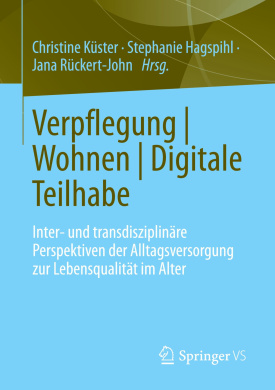 Christine Küster · Stephanie Hagspihl ·
Jana Rückert-John Hrsg.
Verpflegung |
Wohnen | Digitale
Teilhabe
Inter- und transdisziplinäre
Perspektiven der Alltagsversorgung
zur Lebensqualität im Alter
Springer VS